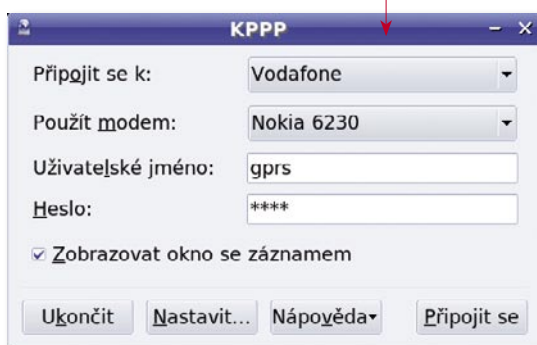 KPPP
Připojit se k: Vodafone
Použít modem: Nokia 6230
Uživatelské jméno: gprs
Heslo: ****
Zobrazovat okno se záznamem
Ukončit Nastavit... Nápověda Připojit se